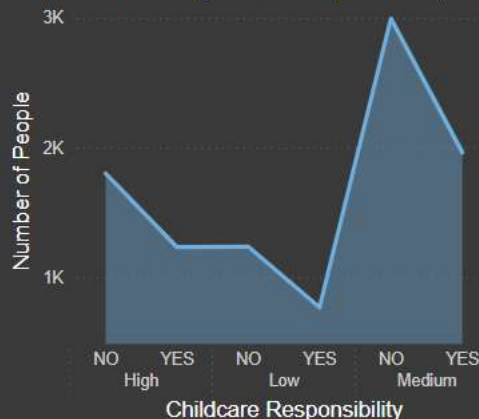 3K
2K
1K
Number of People
NO YES NO YES NO YES
High Low Medium
Childcare Responsibility